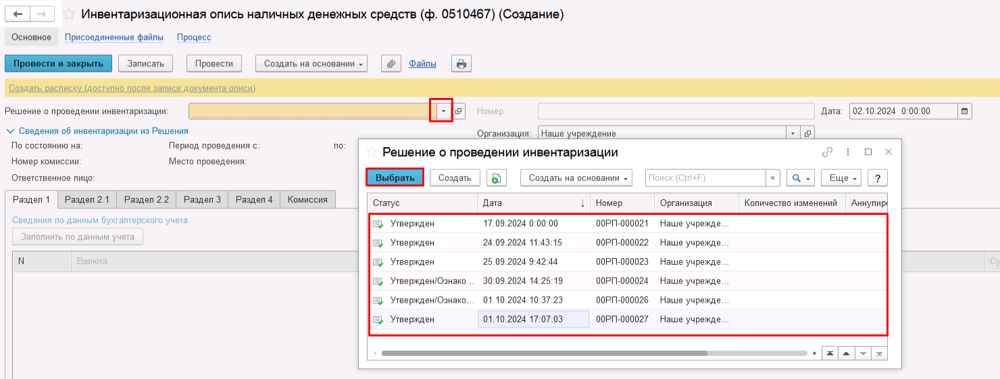 Инвентаризационная опись наличных денежных средств (ф. 0510467) (Создание)
Основное Присоединенные файлы Процесс
Провести и закрыть Записать Провести Создать на основании Файлы
Создать расписку (доступно после записи документа описи)
Решение о проведении инвентаризации: Номер: Дата: 02.10.2024 0:00:00
Сведения об инвентаризации из Решения
Организация: Наше учреждение
По состоянию на: Период проведения с: по:
Номер комиссии: Место проведения:
Ответственное лицо:
Раздел 1 Раздел 2.1 Раздел 2.2 Раздел 3 Раздел 4 Комиссия
Сведения по данным бухгалтерского учета
Заполнить по данным учета
N Валюта Су
Решение о проведении инвентаризации
Выбрать Создать Создать на основании Поиск (Ctrl+F) × Еще ?
Статус Дата ↓ Номер Организация Количество изменений Аннулиро
Утвержден 17.09.2024 0:00:00 00РП-000021 Наше учрежде...
Утвержден 24.09.2024 11:43:15 00РП-000022 Наше учрежде...
Утвержден 25.09.2024 9:42:44 00РП-000023 Наше учрежде...
Утвержден/Ознако... 30.09.2024 14:25:19 00РП-000024 Наше учрежде...
Утвержден/Ознако... 01.10.2024 10:37:23 00РП-000026 Наше учрежде...
Утвержден 01.10.2024 17:07:03 00РП-000027 Наше учрежде...